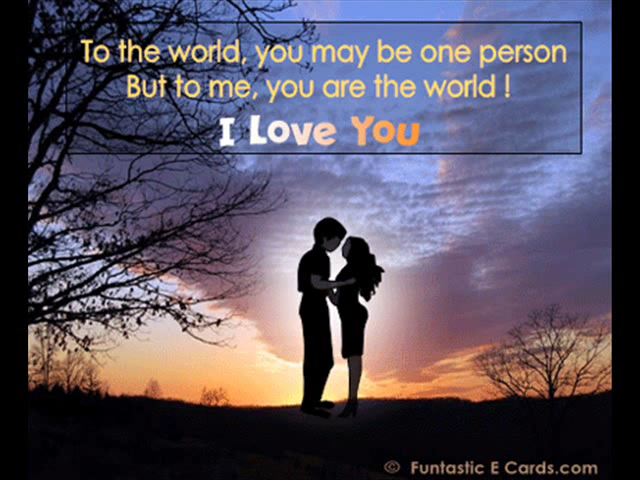 To the world, you may be one person
But to me, you are the world !
I Love You
© Funtastic E Cards.com